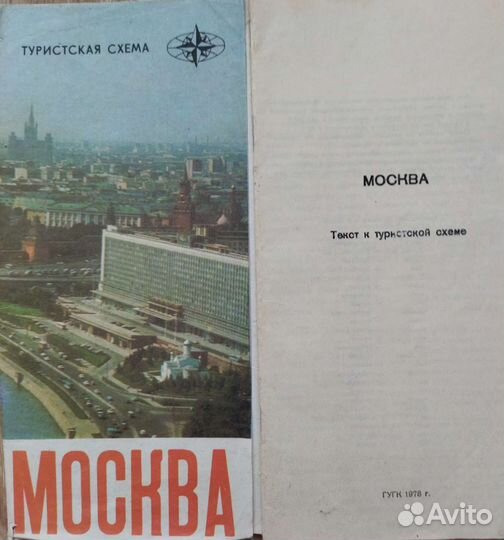 ТУРИСТСКАЯ СХЕМА
МОСКВА
МОСКВА
Текст к туристской схеме
ГУГК 1978 г.
Avito